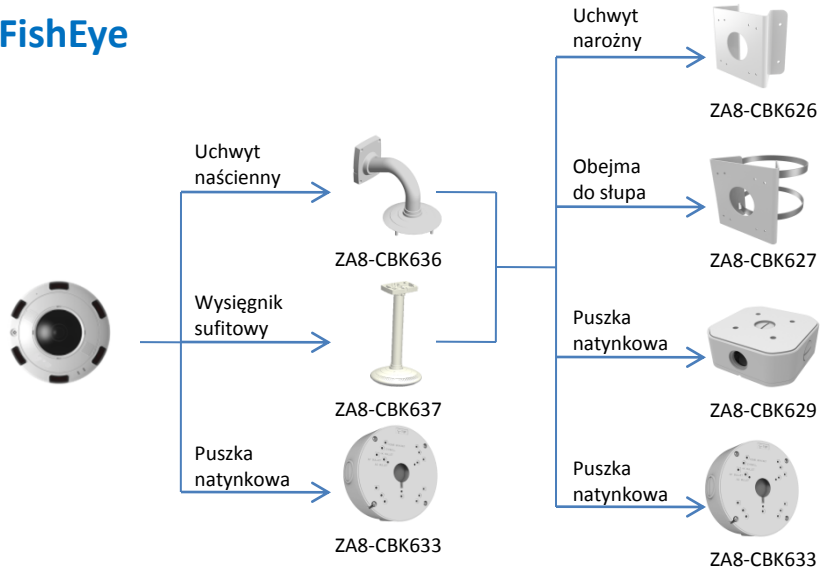 FishEye
Uchwyt
naścienny
ZA8-CBK636
Wysięgnik
sufitowy
ZA8-CBK637
Puszka
natynkowa
ZA8-CBK633
Uchwyt
narożny
ZA8-CBK626
Obejma
do słupa
ZA8-CBK627
Puszka
natynkowa
ZA8-CBK629
Puszka
natynkowa
ZA8-CBK633